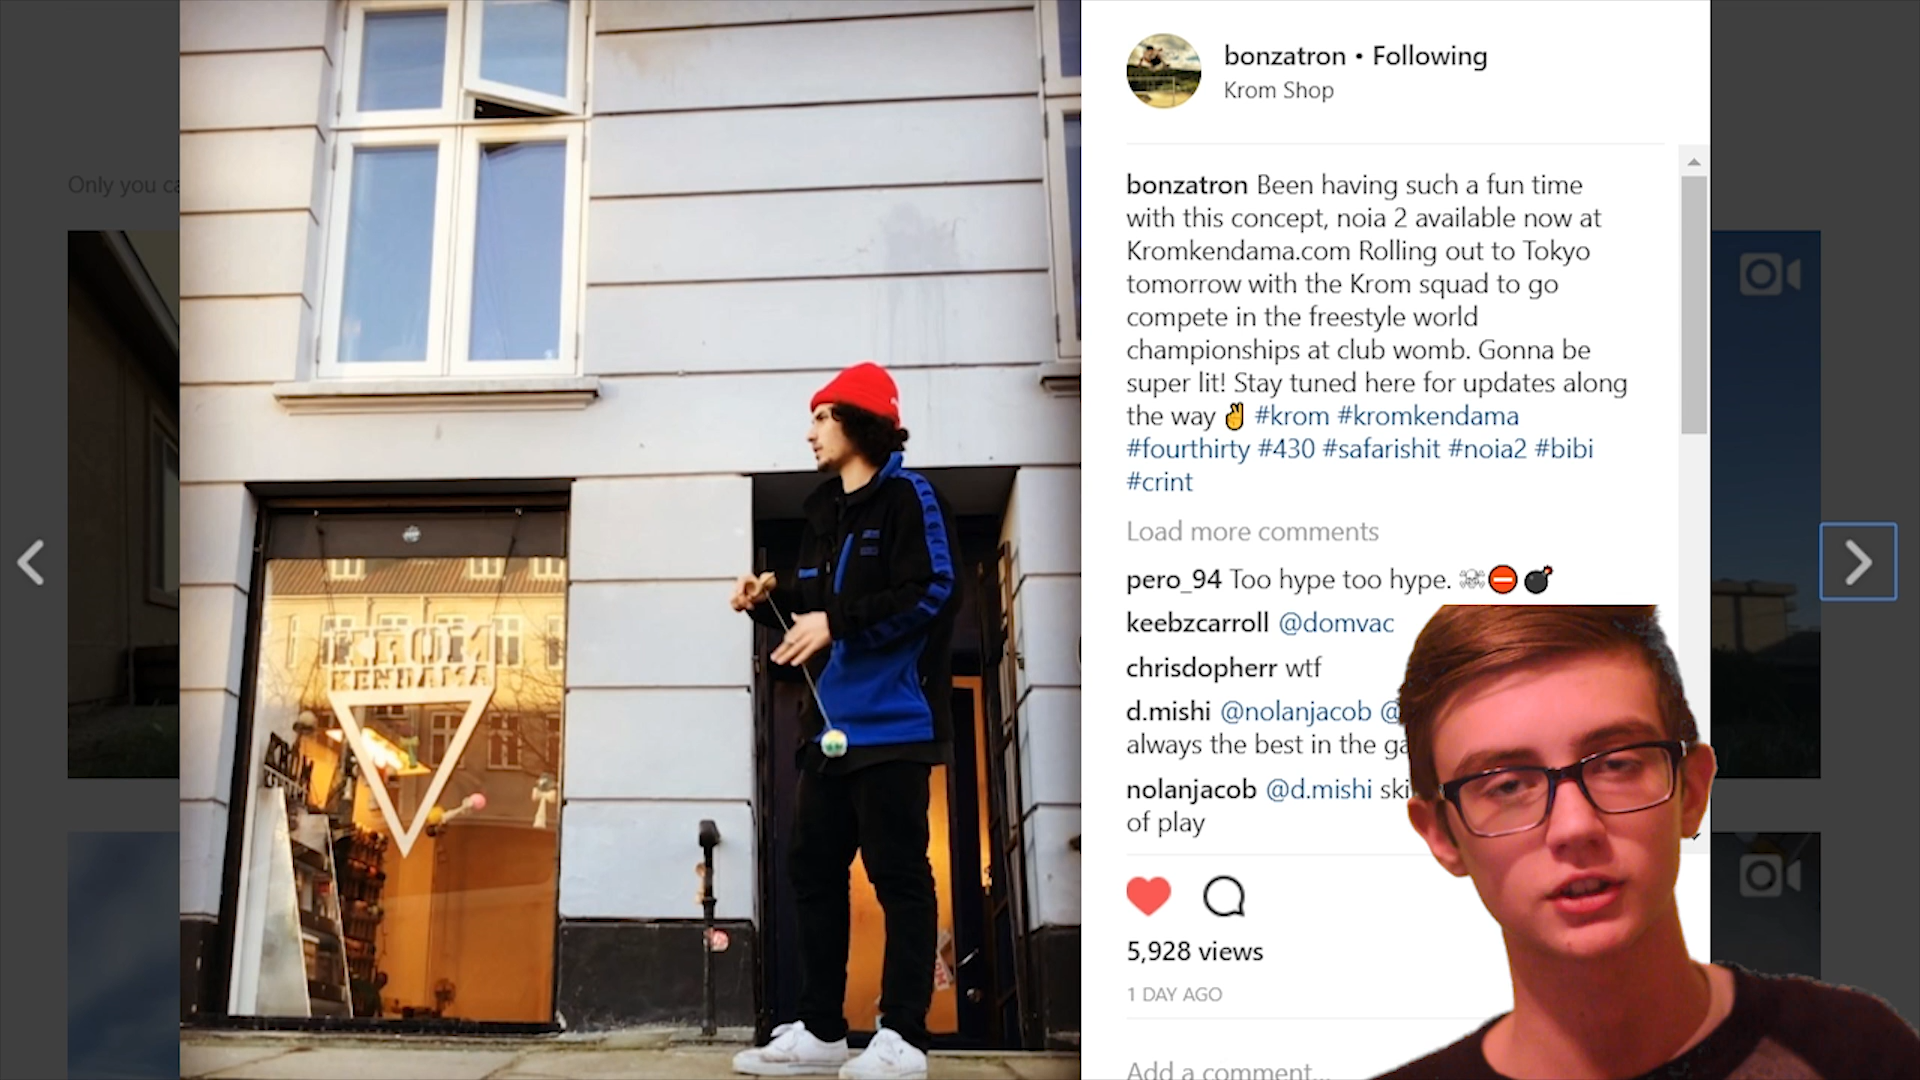 Only you ca
bonzatron • Following
Krom Shop
bonzatron Been having such a fun time
with this concept, noia 2 available now at
Kromkendama.com Rolling out to Tokyo
tomorrow with the Krom squad to go
compete in the freestyle world
championships at club womb. Gonna be
super lit! Stay tuned here for updates along
the way ✌ #krom #kromkendama
#fourthirty #430 #safarishit #noia2 #bibi
#crint
Load more comments
pero_94 Too hype too hype. ☠⛔💣
keebzcarroll @domvac
chrisdopherr wtf
d.mishi @nolanjacob @
always the best in the ga
nolanjacob @d.mishi ski
of play
5,928 views
1 DAY AGO
Add a comment...
KROM
KENDAMA
KROM